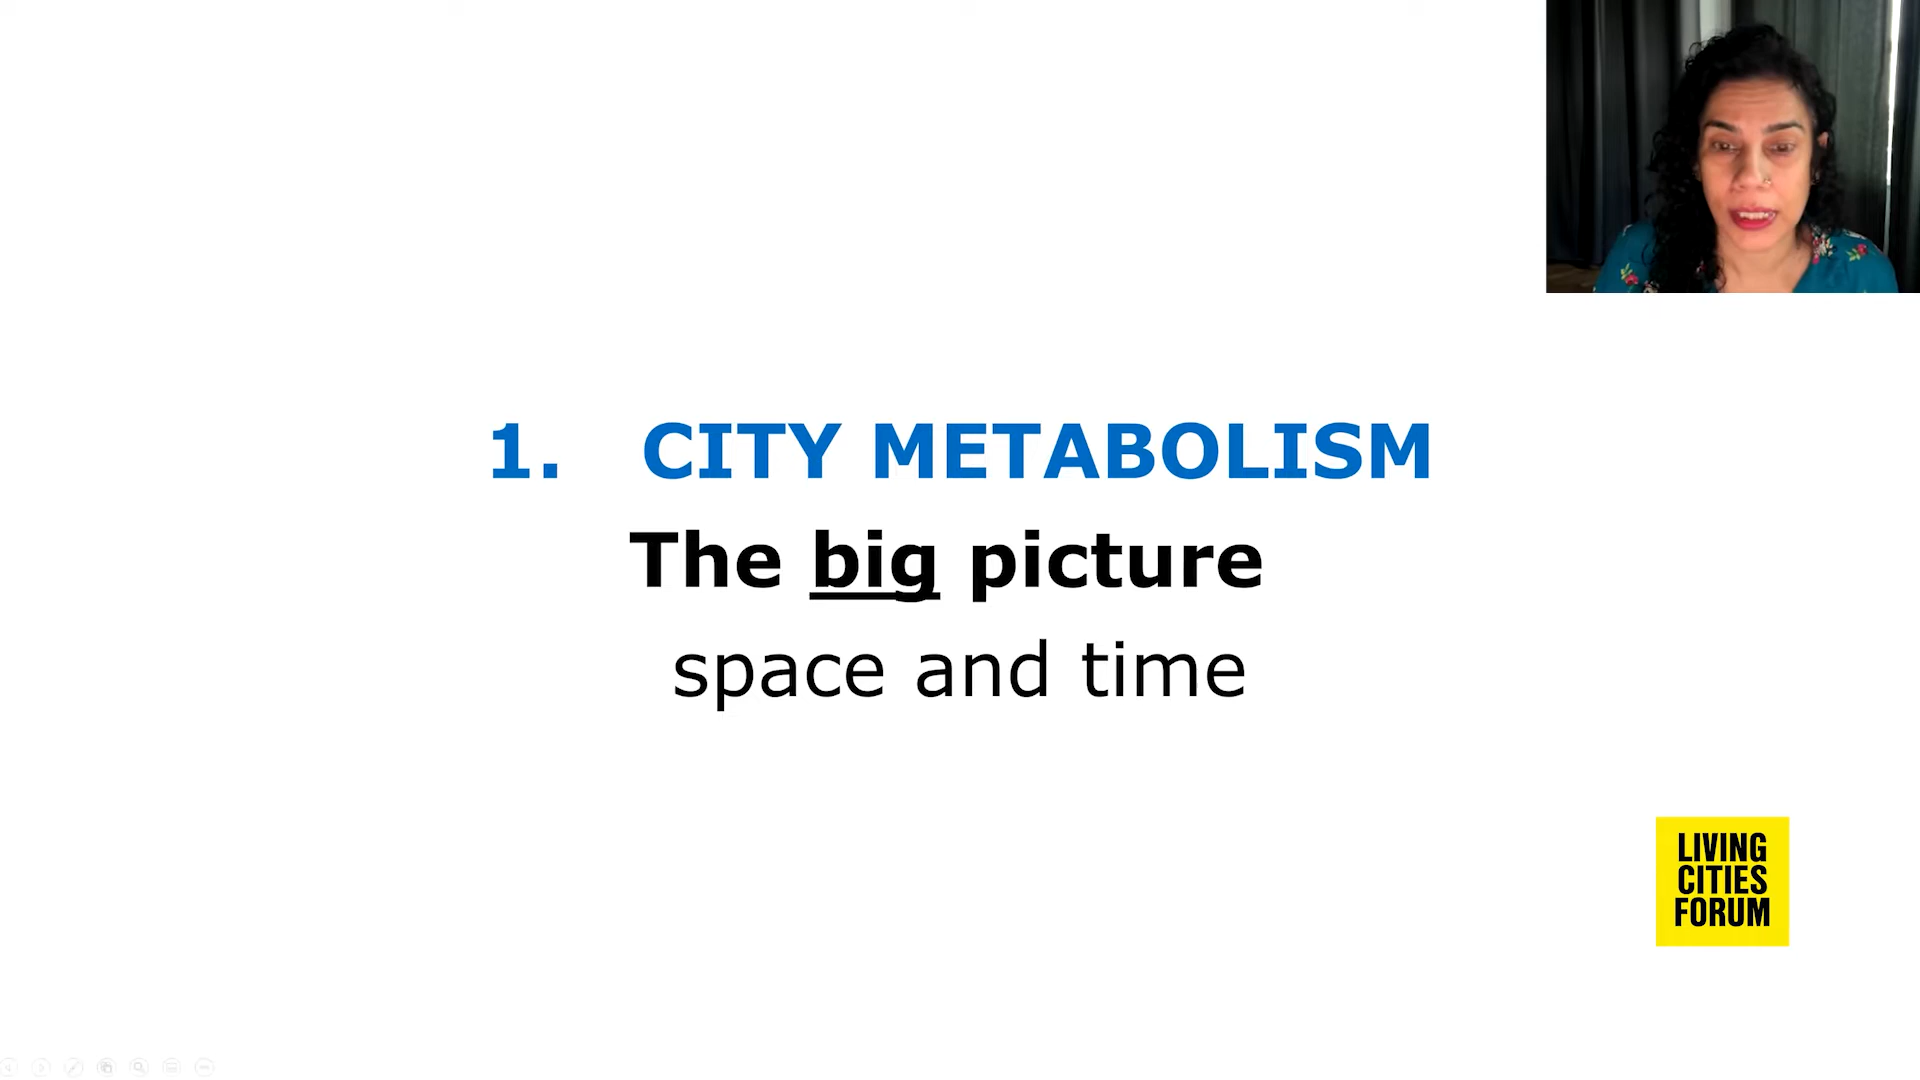 1. CITY METABOLISM
The big picture
space and time
LIVING
CITIES
FORUM